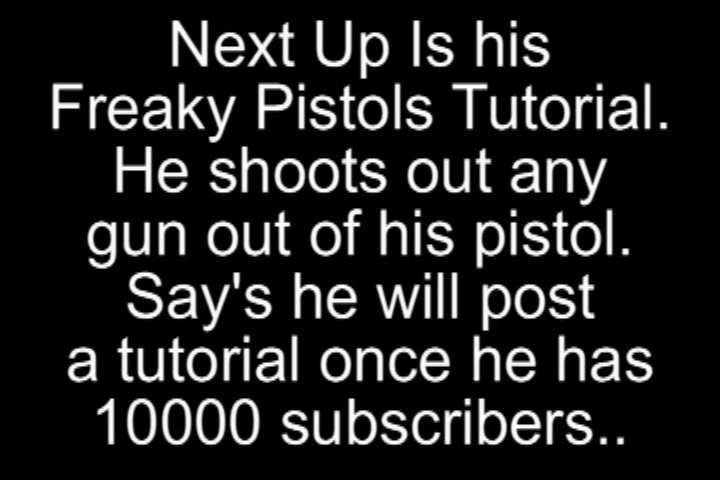 Next Up Is his
Freaky Pistols Tutorial.
He shoots out any
gun out of his pistol.
Say's he will post
a tutorial once he has
10000 subscribers..